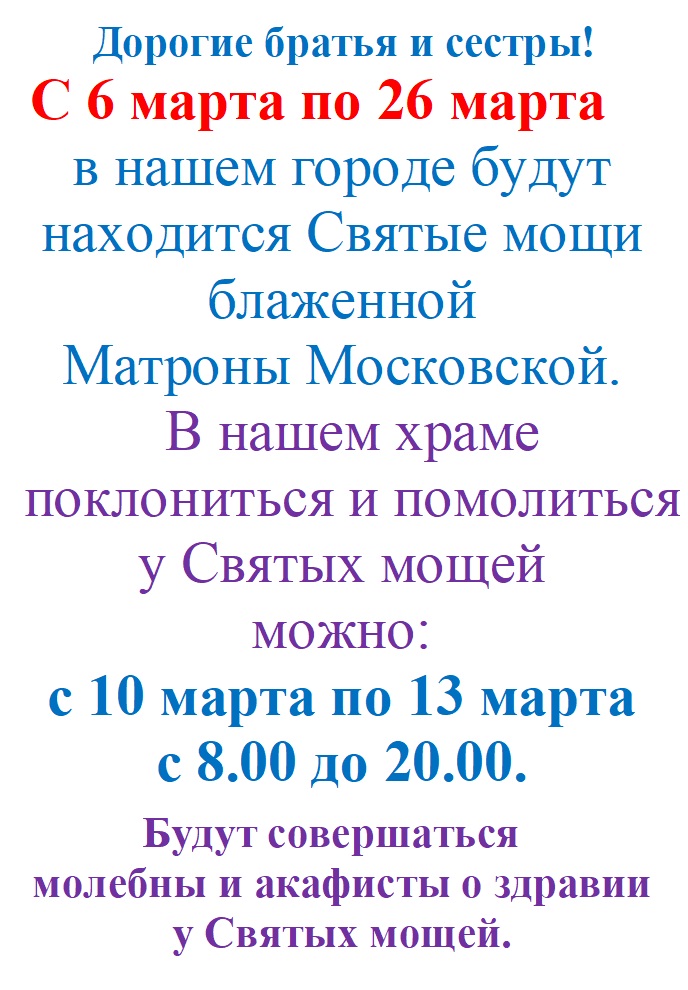 Дорогие братья и сестры!
С 6 марта по 26 марта
в нашем городе будут
находится Святые мощи
блаженной
Матроны Московской.
В нашем храме
поклониться и помолиться
у Святых мощей
можно:
с 10 марта по 13 марта
с 8.00 до 20.00.
Будут совершаться
молебны и акафисты о здравии
у Святых мощей.